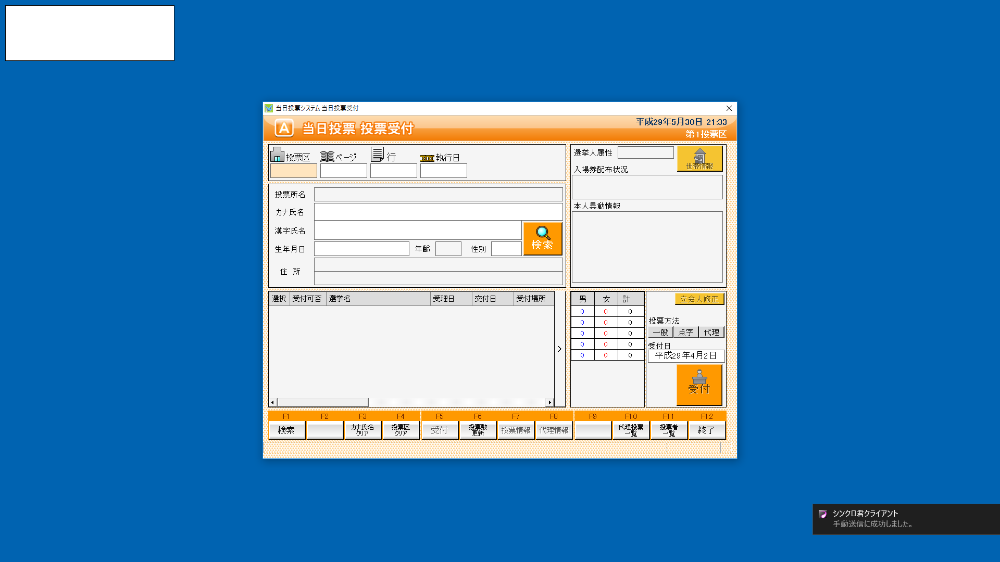 当日投票システム 当日投票受付
A 当日投票 投票受付
平成29年5月30日 21:33
第1投票区
投票区 ページ 行 執行日
投票所名
カナ氏名
漢字氏名
検索
生年月日 年齢 性別
住 所
選挙人属性
世帯情報
入場券配布状況
本人異動情報
選択 受付可否 選挙名 受理日 交付日 受付場所
男 女 計
0 0 0
0 0 0
0 0 0
0 0 0
0 0 0
立会人修正
投票方法
一般 点字 代理
受付日
平成29年4月2日
受付
F1 F2 F3 F4 F5 F6 F7 F8 F9 F10 F11 F12
検索
カナ氏名
クリア
投票区
クリア
受付
投票数
更新
投票情報
代理情報
代理投票
一覧
投票者
一覧
終了
シンクロ君クライアント
手動送信に成功しました。